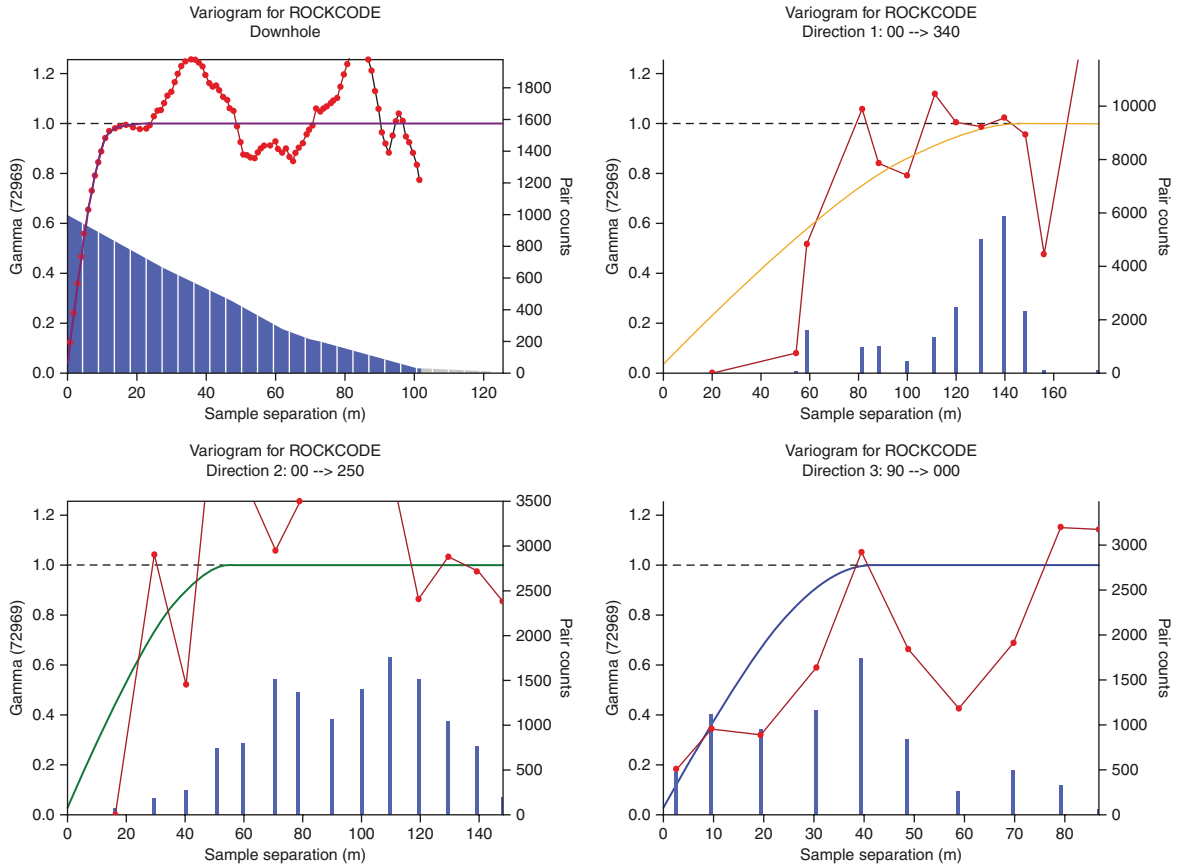 Variogram for ROCKCODE
Downhole
1.2
1.0
0.8
0.6
0.4
0.2
0.0
Gamma (72969)
1800
1600
1400
1200
1000
800
600
400
200
0
Pair counts
0 20 40 60 80 100 120
Sample separation (m)
Variogram for ROCKCODE
Direction 1: 00 --> 340
1.2
1.0
0.8
0.6
0.4
0.2
0.0
Gamma (72969)
10000
8000
6000
4000
2000
0
Pair counts
0 20 40 60 80 100 120 140 160
Sample separation (m)
Variogram for ROCKCODE
Direction 2: 00 --> 250
1.2
1.0
0.8
0.6
0.4
0.2
0.0
Gamma (72969)
3500
3000
2500
2000
1500
1000
500
0
Pair counts
0 20 40 60 80 100 120 140
Sample separation (m)
Variogram for ROCKCODE
Direction 3: 90 --> 000
1.2
1.0
0.8
0.6
0.4
0.2
0.0
Gamma (72969)
3000
2500
2000
1500
1000
500
0
Pair counts
0 10 20 30 40 50 60 70 80
Sample separation (m)